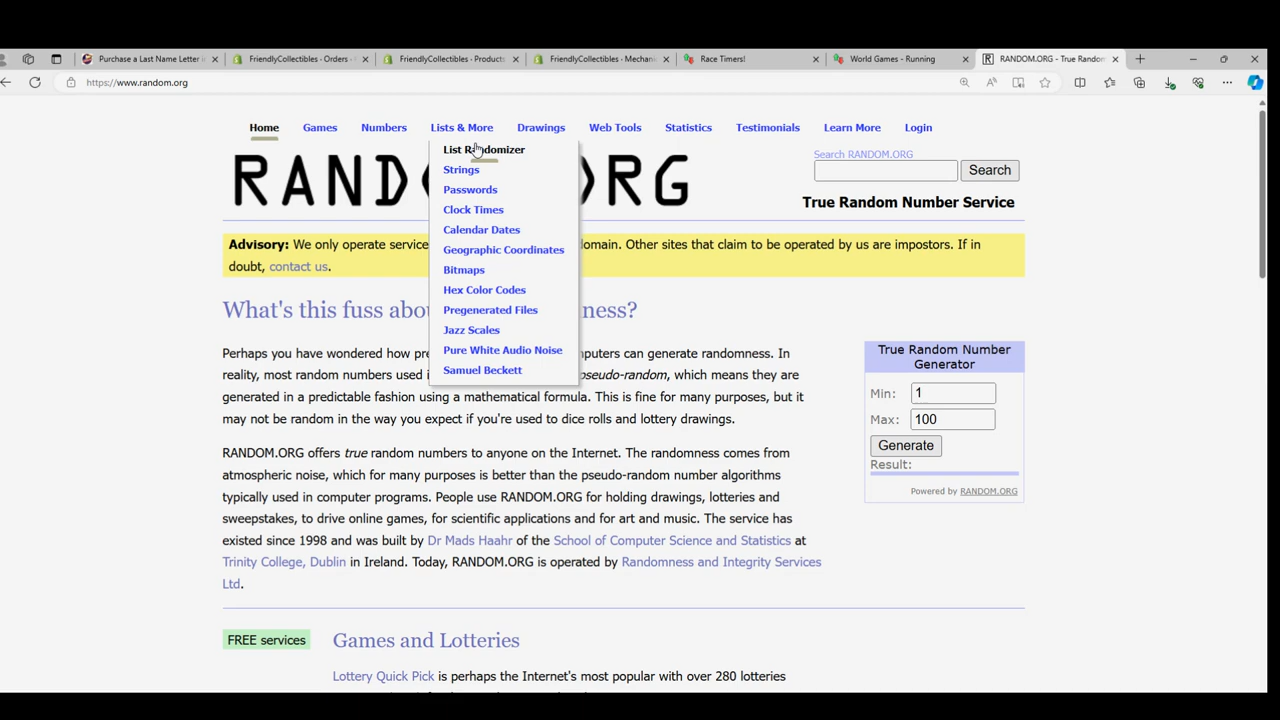 Purchase a Last Name Letter i
FriendlyCollectibles - Orders -
FriendlyCollectibles - Products
FriendlyCollectibles - Mechani
Race Timers!
World Games - Running
RANDOM.ORG - True Random
https://www.random.org
Home
Games
Numbers
Lists & More
Drawings
Web Tools
Statistics
Testimonials
Learn More
Login
List Randomizer
Strings
Passwords
Clock Times
Calendar Dates
Geographic Coordinates
Bitmaps
Hex Color Codes
Pregenerated Files
Jazz Scales
Pure White Audio Noise
Samuel Beckett
RAND RG
Search RANDOM.ORG
Search
True Random Number Service
Advisory: We only operate service omain. Other sites that claim to be operated by us are impostors. If in
doubt, contact us.
What's this fuss abou ness?
Perhaps you have wondered how pre puters can generate randomness. In
reality, most random numbers used i pseudo-random, which means they are
generated in a predictable fashion using a mathematical formula. This is fine for many purposes, but it
may not be random in the way you expect if you're used to dice rolls and lottery drawings.
RANDOM.ORG offers true random numbers to anyone on the Internet. The randomness comes from
atmospheric noise, which for many purposes is better than the pseudo-random number algorithms
typically used in computer programs. People use RANDOM.ORG for holding drawings, lotteries and
sweepstakes, to drive online games, for scientific applications and for art and music. The service has
existed since 1998 and was built by Dr Mads Haahr of the School of Computer Science and Statistics at
Trinity College, Dublin in Ireland. Today, RANDOM.ORG is operated by Randomness and Integrity Services
Ltd.
True Random Number
Generator
Min: 1
Max: 100
Generate
Result:
Powered by RANDOM.ORG
FREE services
Games and Lotteries
Lottery Quick Pick is perhaps the Internet's most popular with over 280 lotteries